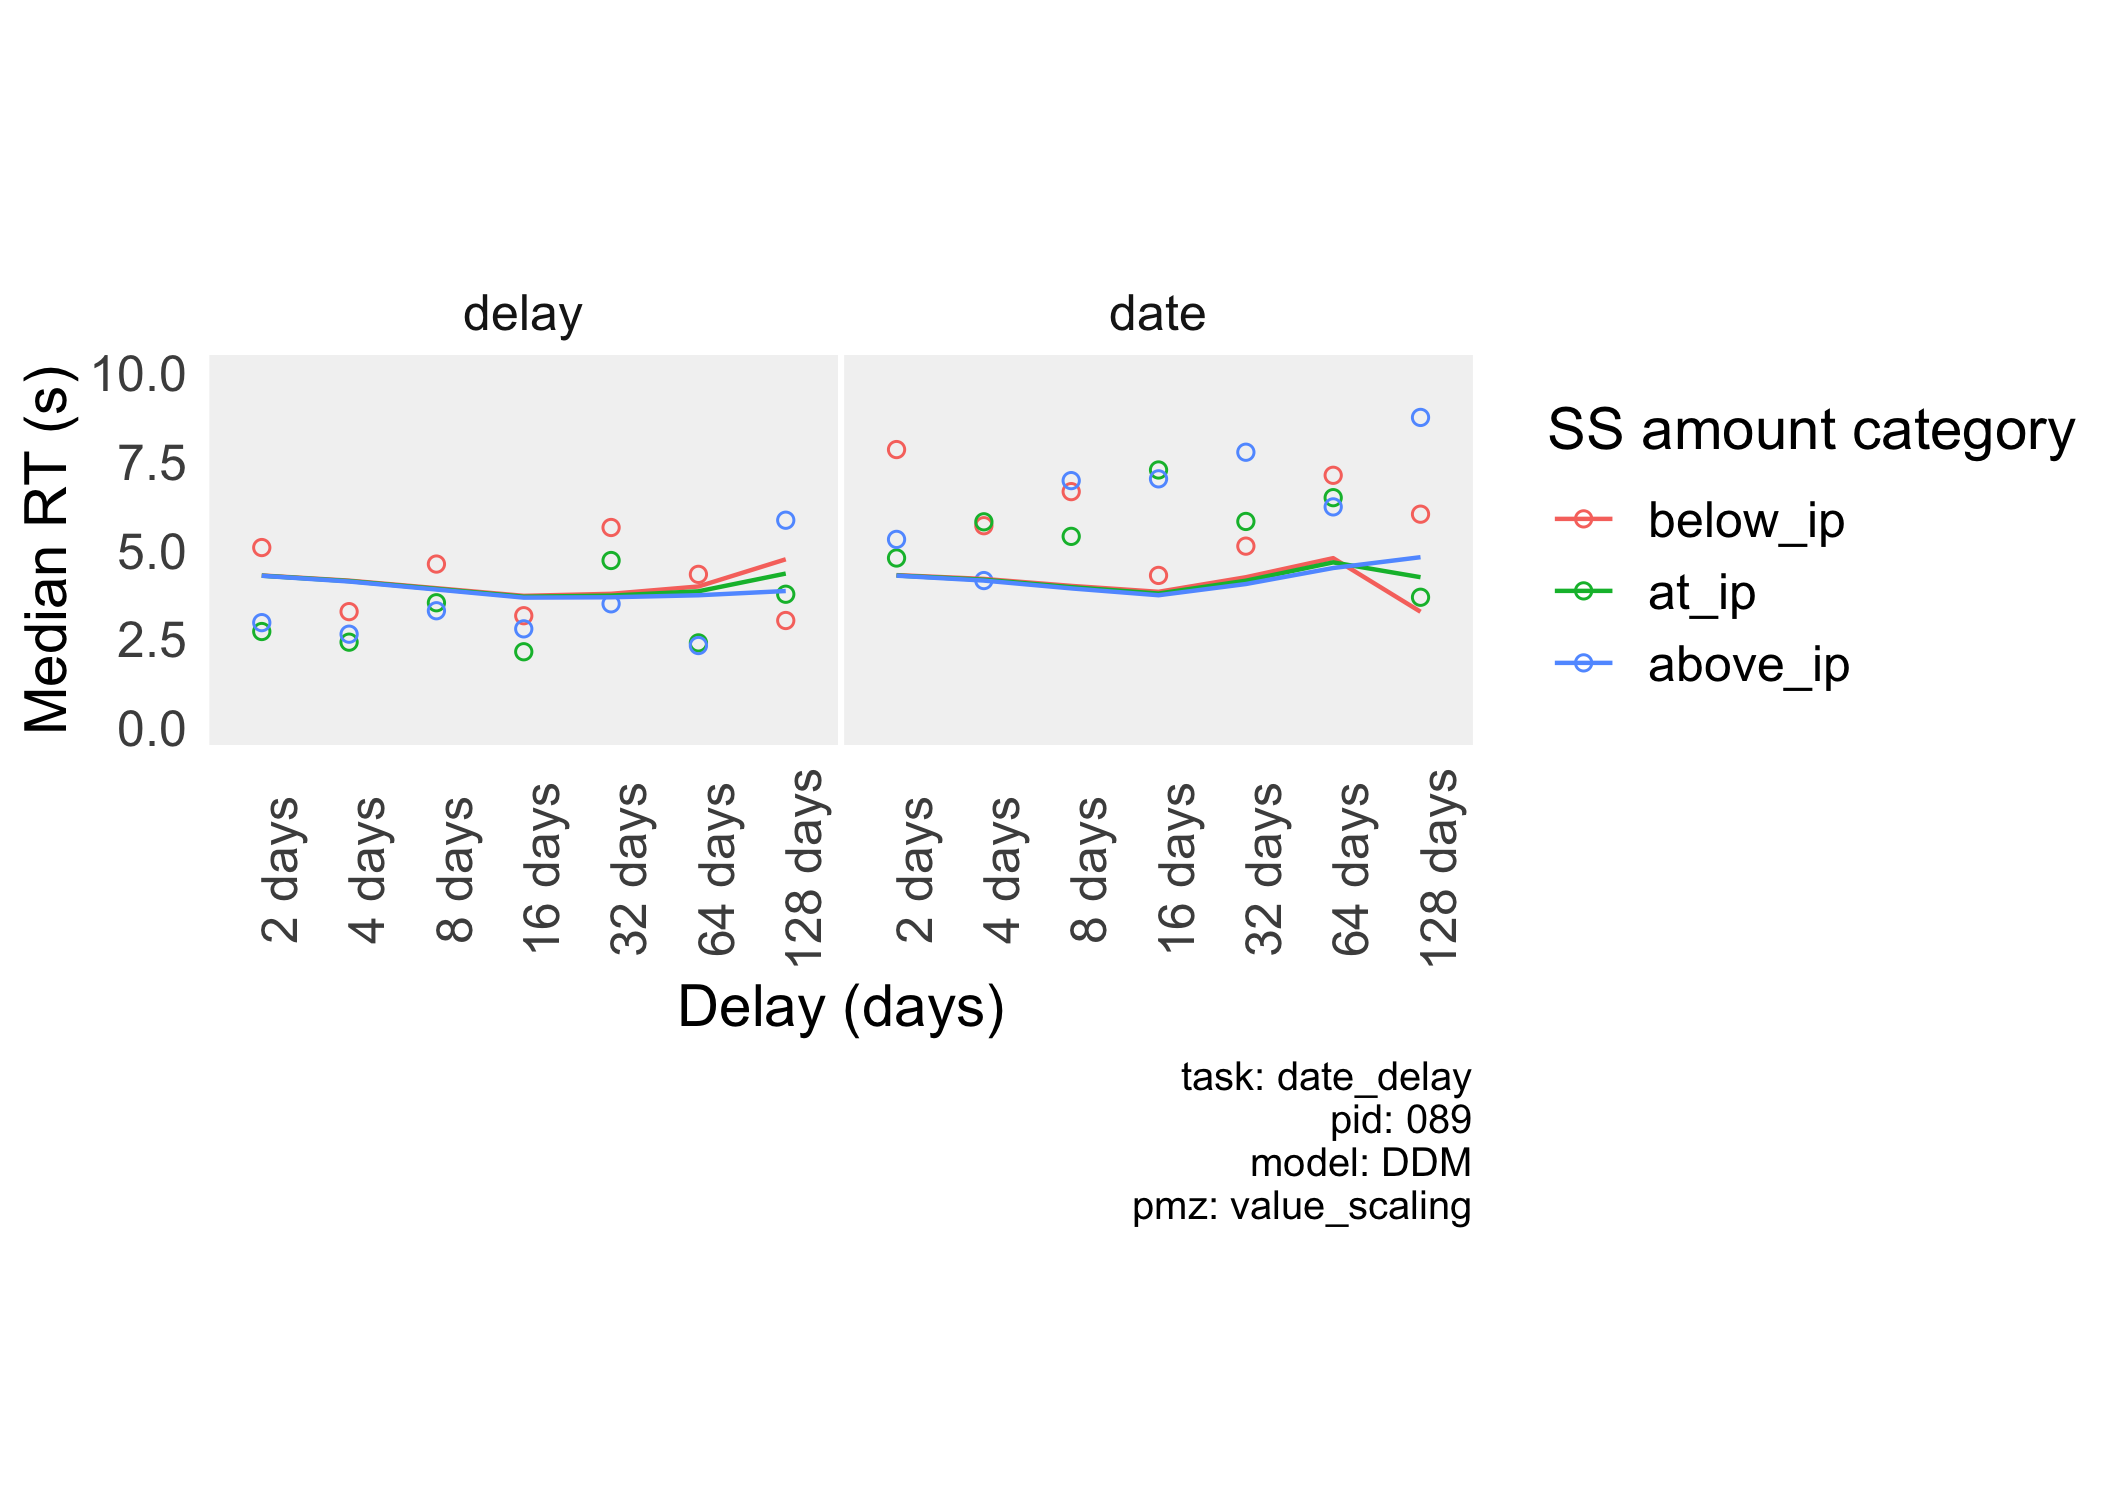 delay
date
Median RT (s)
10.0
7.5
5.0
2.5
0.0
2 days
4 days
8 days
16 days
32 days
64 days
128 days
2 days
4 days
8 days
16 days
32 days
64 days
128 days
Delay (days)
SS amount category
below_ip
at_ip
above_ip
task: date_delay
pid: 089
model: DDM
pmz: value_scaling